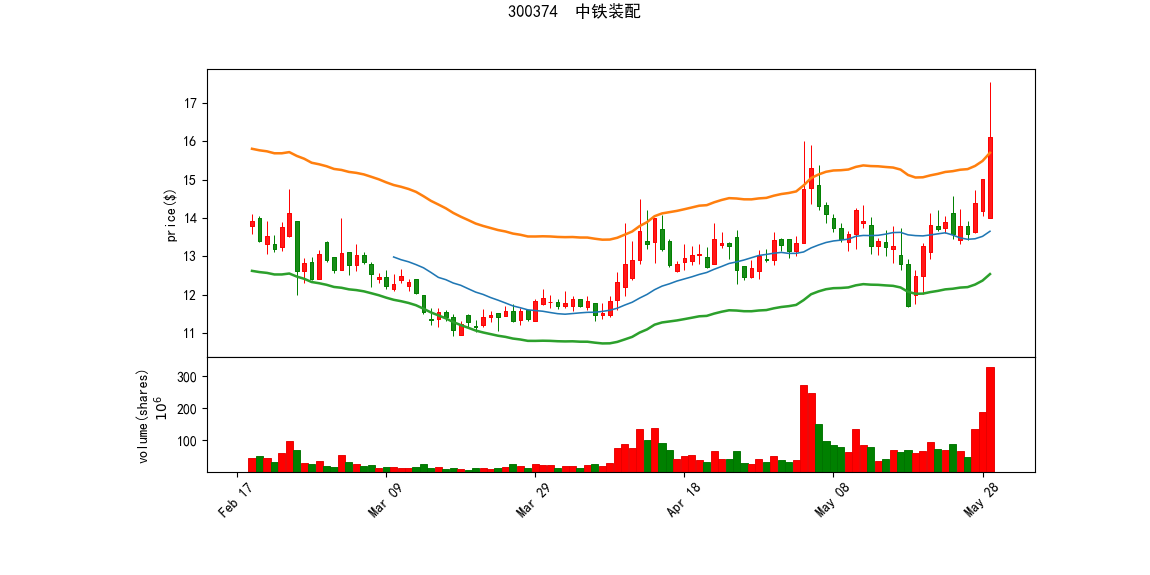 300374 中铁装配
price($)
17
16
15
14
13
12
11
volume(shares)
10^6
300
200
100
Feb 17
Mar 09
Mar 29
Apr 18
May 08
May 28